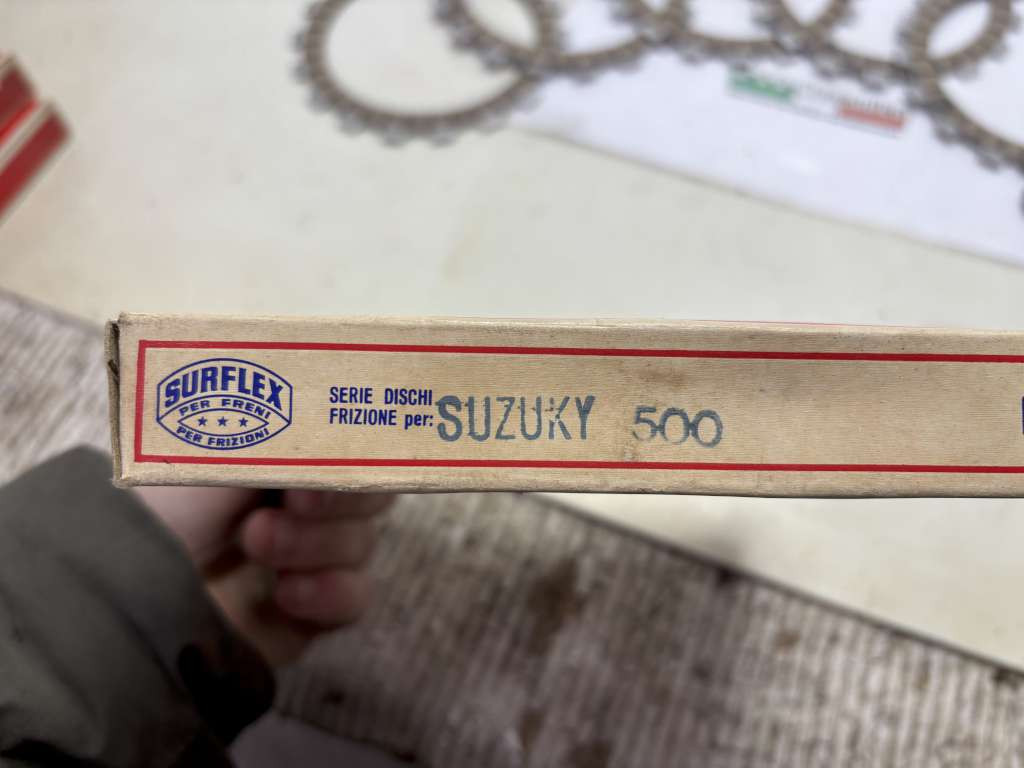 SURFLEX
PER FRENI
PER FRIZIONI
SERIE DISCHI
FRIZIONE per: SUZUKY 500